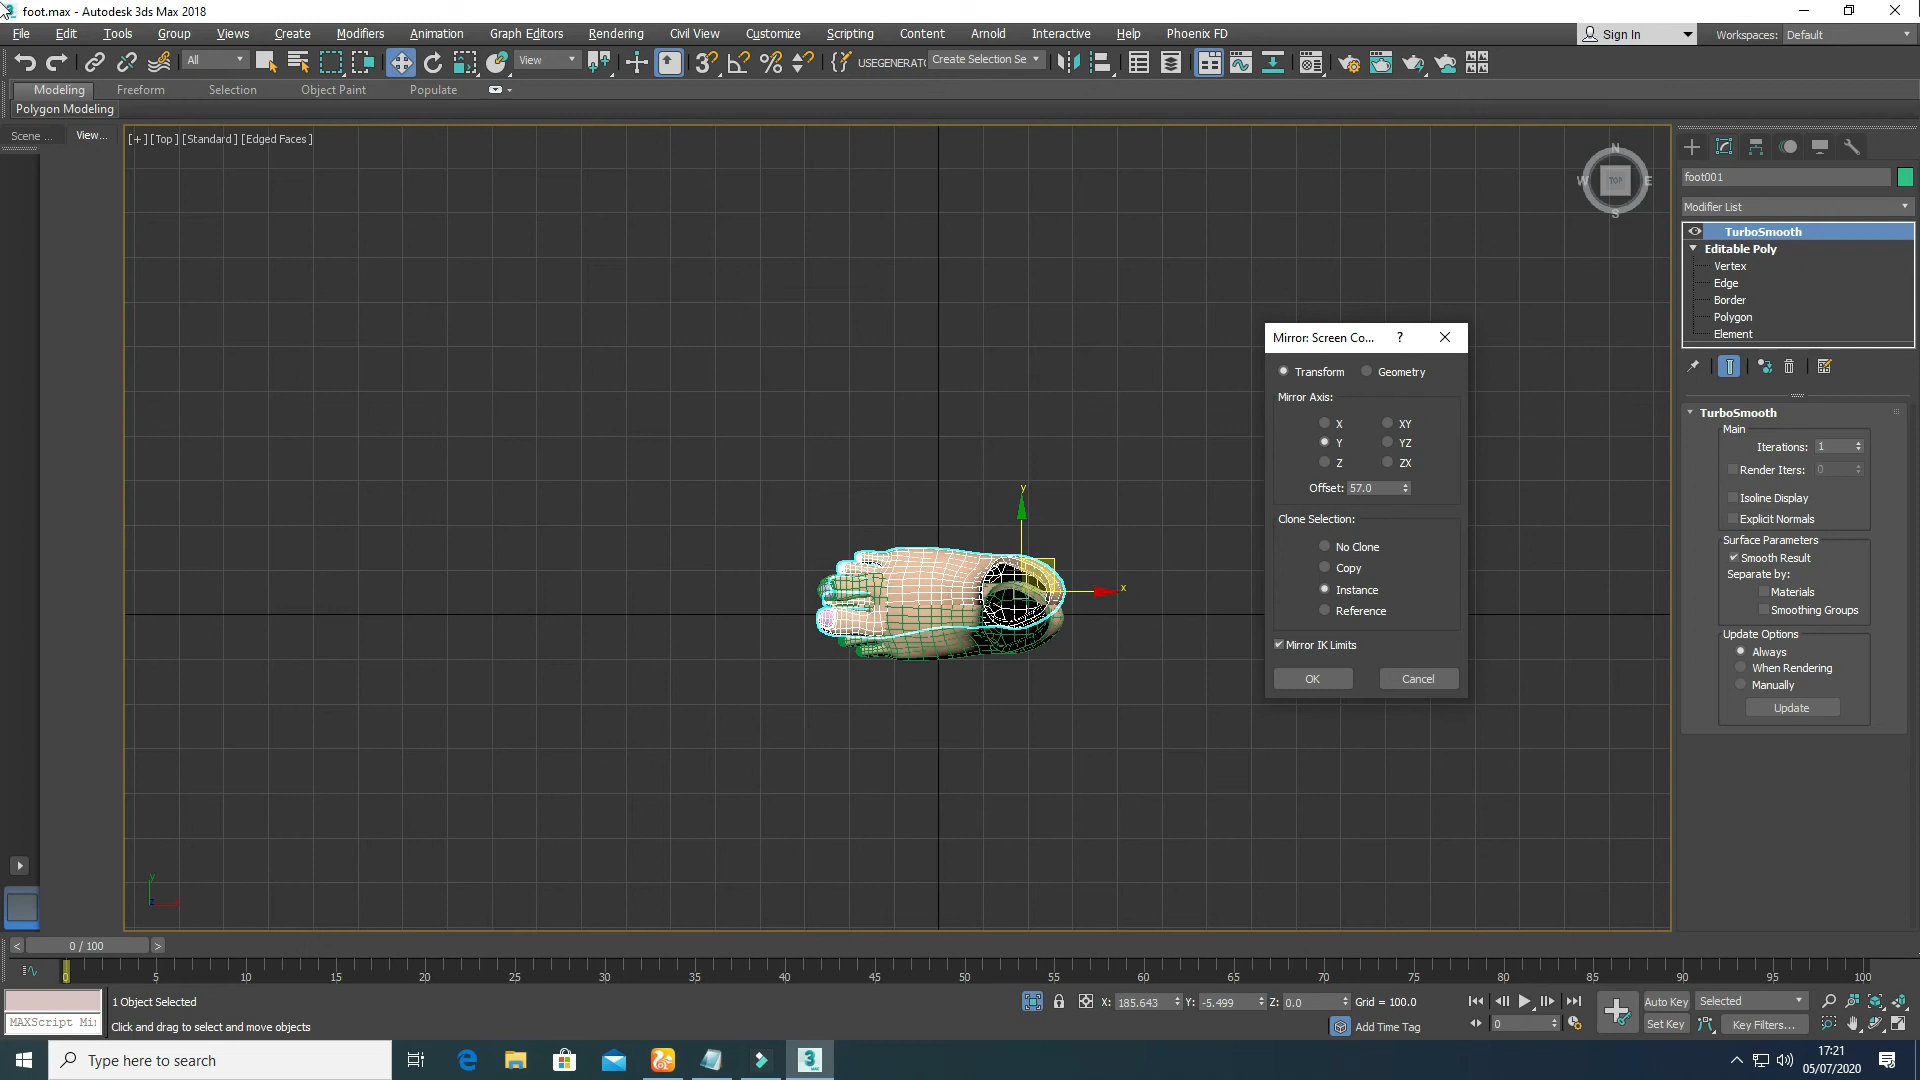 foot.max - Autodesk 3ds Max 2018
File Edit Tools Group Views Create Modifiers Animation Graph Editors Rendering Civil View Customize Scripting Content Arnold Interactive Help Phoenix FD Sign In Workspaces: Default
All View 3 USEGENERAT Create Selection Se
Modeling Freeform Selection Object Paint Populate
Polygon Modeling
Scene ... View...
[+] [Top] [Standard] [Edged Faces]
N
W TOP E
S
foot001
Modifier List
TurboSmooth
Editable Poly
Vertex
Edge
Border
Polygon
Element
TurboSmooth
Main
Iterations: 1
Render Iters: 0
Isoline Display
Explicit Normals
Surface Parameters
Smooth Result
Separate by:
Materials
Smoothing Groups
Update Options
Always
When Rendering
Manually
Update
Mirror: Screen Co... ?
Transform Geometry
Mirror Axis:
X XY
Y YZ
Z ZX
Offset: 57.0
Clone Selection:
No Clone
Copy
Instance
Reference
Mirror IK Limits
OK Cancel
y
x
y
< 0 / 100 >
0 5 10 15 20 25 30 35 40 45 50 55 60 65 70 75 80 85 90 95 100
1 Object Selected X: 185.643 Y: -5.499 Z: 0.0 Grid = 100.0 Auto Key Selected
MAXScript Mi Click and drag to select and move objects Add Time Tag 0 Set Key Key Filters...
Type here to search
17:21
05/07/2020